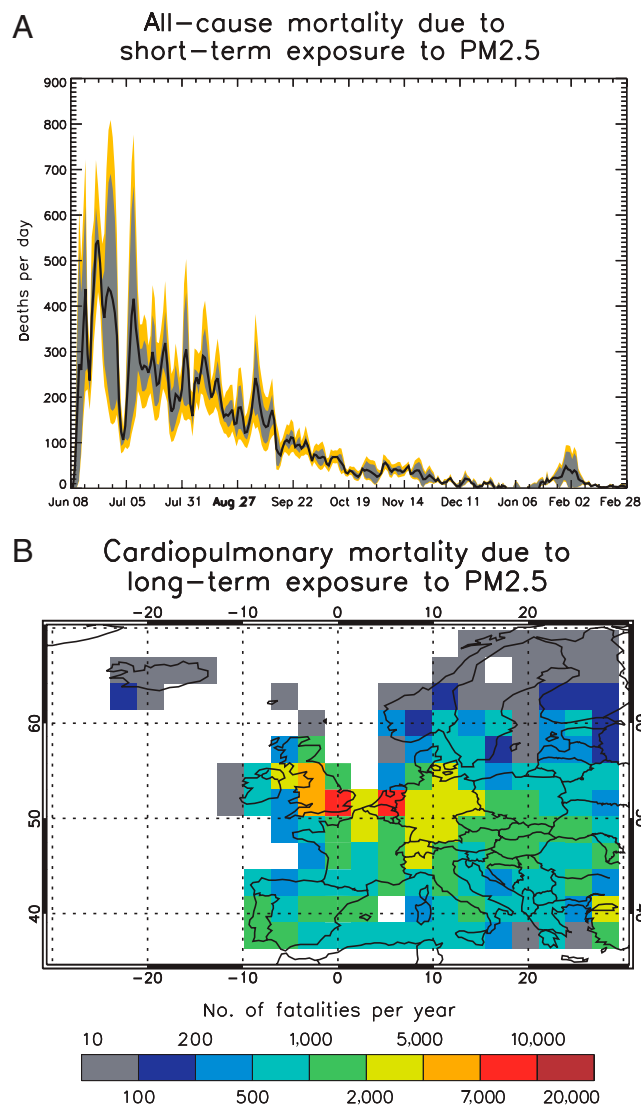 A
All-cause mortality due to
short-term exposure to PM2.5
900
800
700
600
500
400
300
200
100
0
Deaths per day
Jun 08 Jul 05 Jul 31 Aug 27 Sep 22 Oct 19 Nov 14 Dec 11 Jan 06 Feb 02 Feb 28
B
Cardiopulmonary mortality due to
long-term exposure to PM2.5
-20 -10 0 10 20
60 60
50 50
40 40
-20 -10 0 10 20
No. of fatalities per year
10 200 1,000 5,000 10,000
100 500 2,000 7,000 20,000